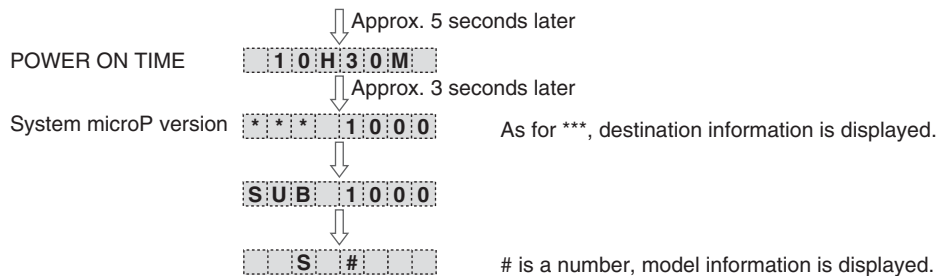 Approx. 5 seconds later
POWER ON TIME 10H30M
Approx. 3 seconds later
System microP version *** 1000 As for ***, destination information is displayed.
SUB 1000
S # # is a number, model information is displayed.